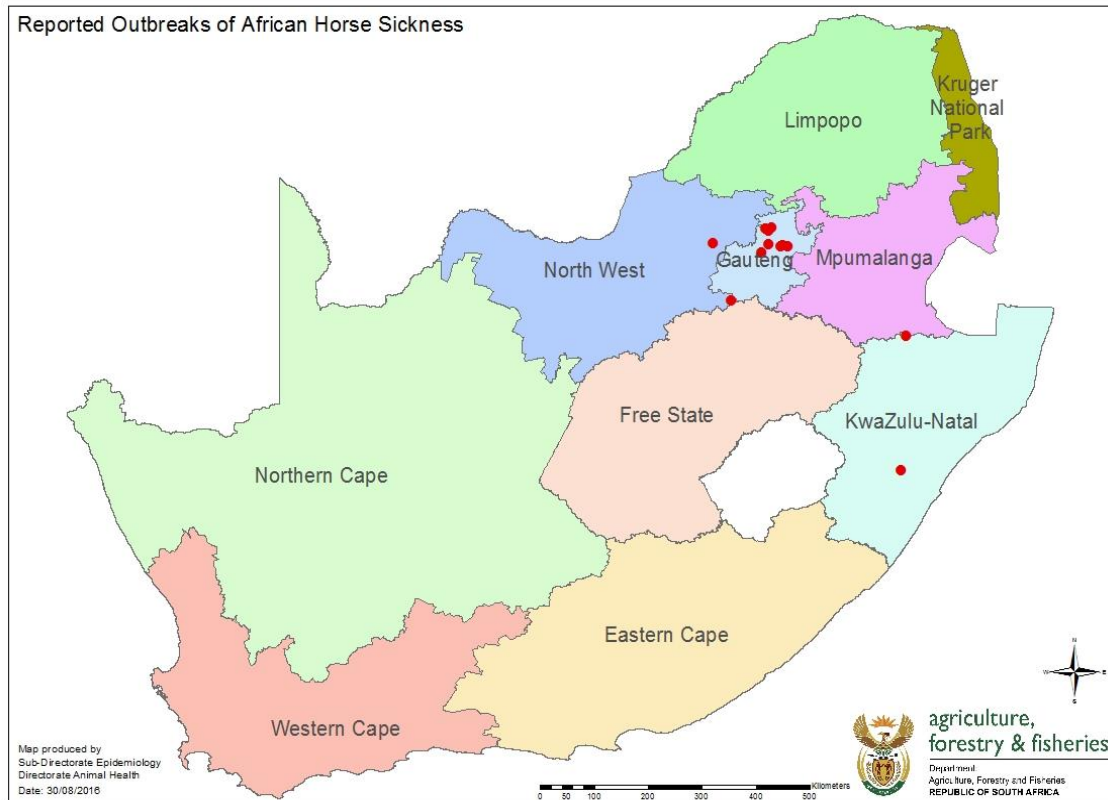 Reported Outbreaks of African Horse Sickness
Kruger
National
Park
Limpopo
North West
Gauteng
Mpumalanga
Free State
KwaZulu-Natal
Northern Cape
Eastern Cape
Western Cape
N
W
E
S
Map produced by
Sub-Directorate Epidemiology
Directorate Animal Health
Date: 30/08/2016
Kilometers
0 50 100 200 300 400 500
agriculture,
forestry & fisheries
Department:
Agriculture, Forestry and Fisheries
REPUBLIC OF SOUTH AFRICA